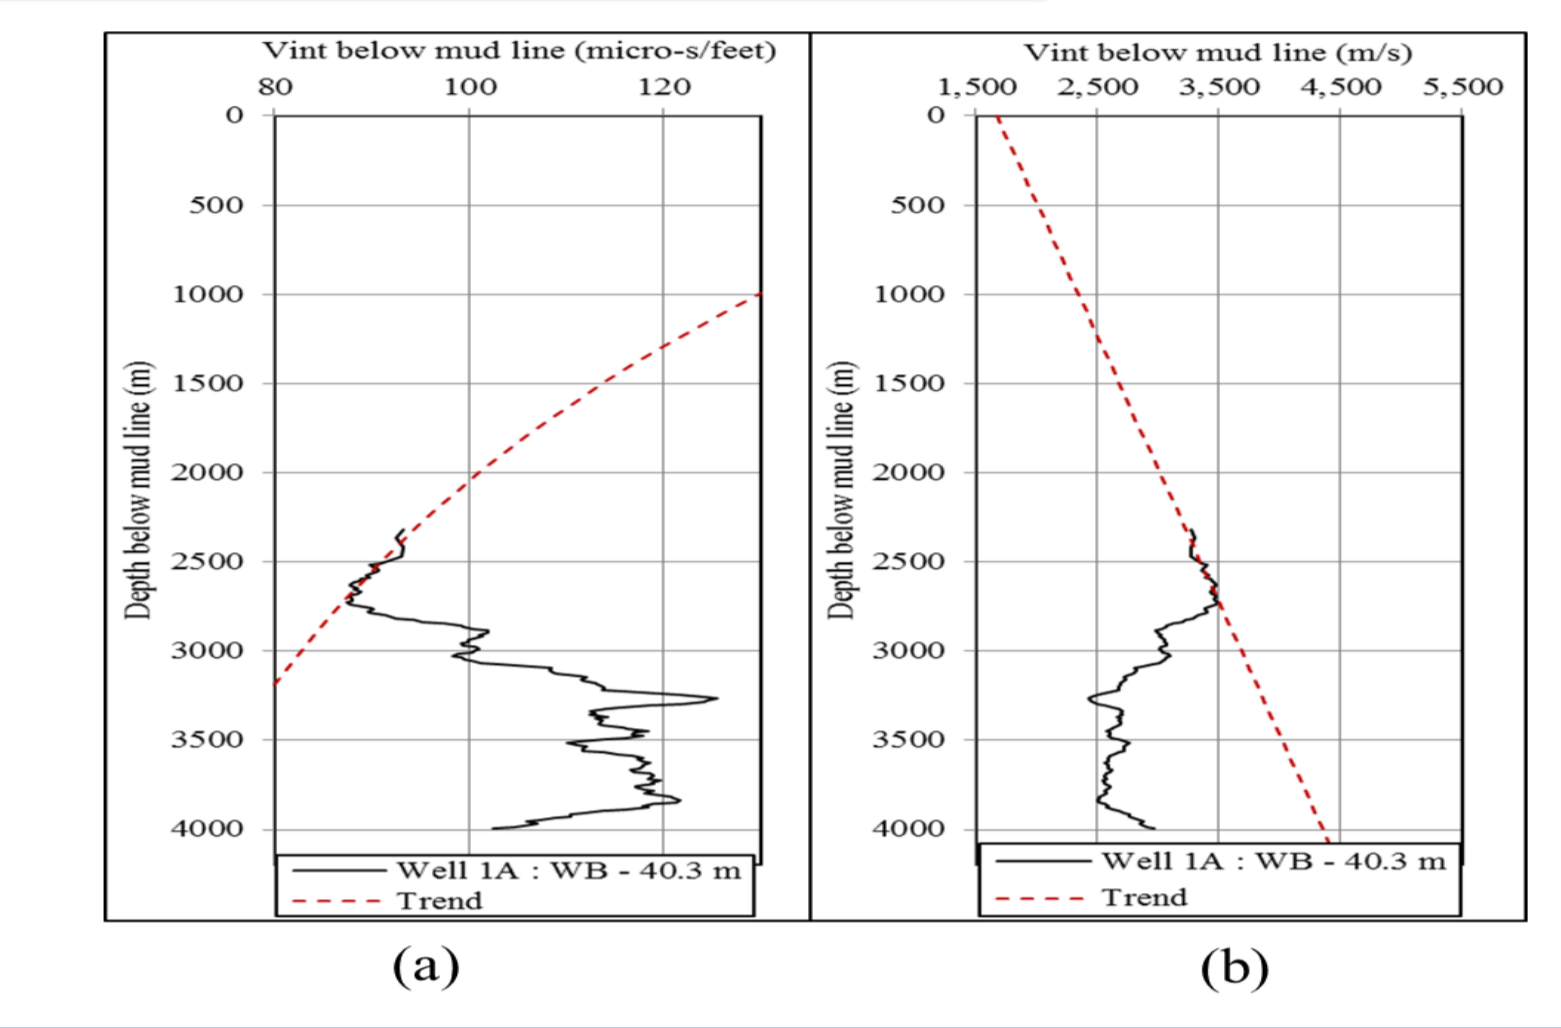 Vint below mud line (micro-s/feet)
80 100 120
0
500
1000
1500
2000
2500
3000
3500
4000
Depth below mud line (m)
Well 1A : WB - 40.3 m
Trend
(a)
Vint below mud line (m/s)
1,500 2,500 3,500 4,500 5,500
0
500
1000
1500
2000
2500
3000
3500
4000
Depth below mud line (m)
Well 1A : WB - 40.3 m
Trend
(b)